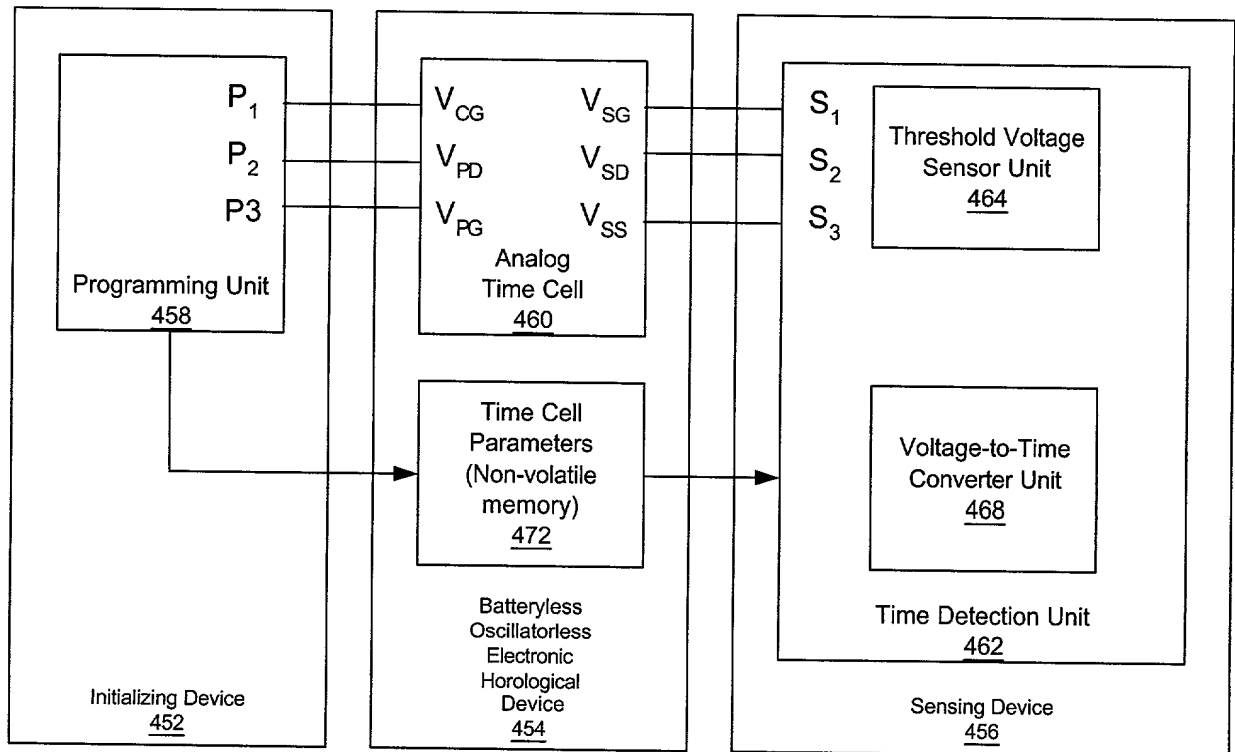 P1
P2
P3
Programming Unit
458
Initializing Device
452
VCG
VPD
VPG
VSG
VSD
VSS
Analog
Time Cell
460
Time Cell
Parameters
(Non-volatile
memory)
472
Batteryless
Oscillatorless
Electronic
Horological
Device
454
S1
S2
S3
Threshold Voltage
Sensor Unit
464
Voltage-to-Time
Converter Unit
468
Time Detection Unit
462
Sensing Device
456